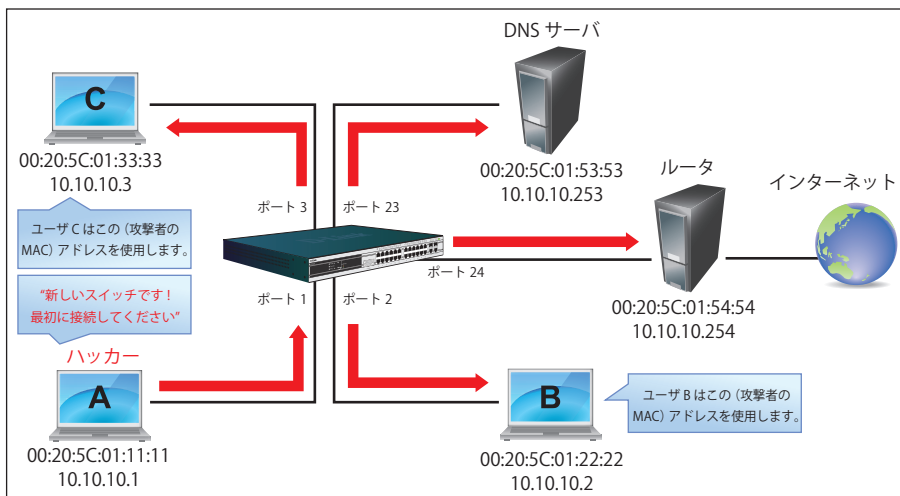 DNS サーバ
C
00:20:5C:01:33:33
10.10.10.3
00:20:5C:01:53:53
10.10.10.253
ルータ
インターネット
ユーザ C はこの (攻撃者の
MAC) アドレスを使用します。
ポート 3
ポート 23
ポート 24
00:20:5C:01:54:54
10.10.10.254
"新しいスイッチです!
最初に接続してください"
ポート 1
ポート 2
ハッカー
A
00:20:5C:01:11:11
10.10.10.1
B
00:20:5C:01:22:22
10.10.10.2
ユーザ B はこの (攻撃者の
MAC) アドレスを使用します。